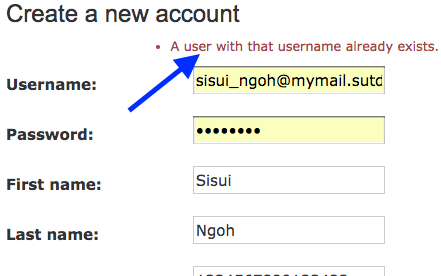 Create a new account
A user with that username already exists.
Username: sisui_ngoh@mymail.sutd
Password: ••••••••
First name: Sisui
Last name: Ngoh